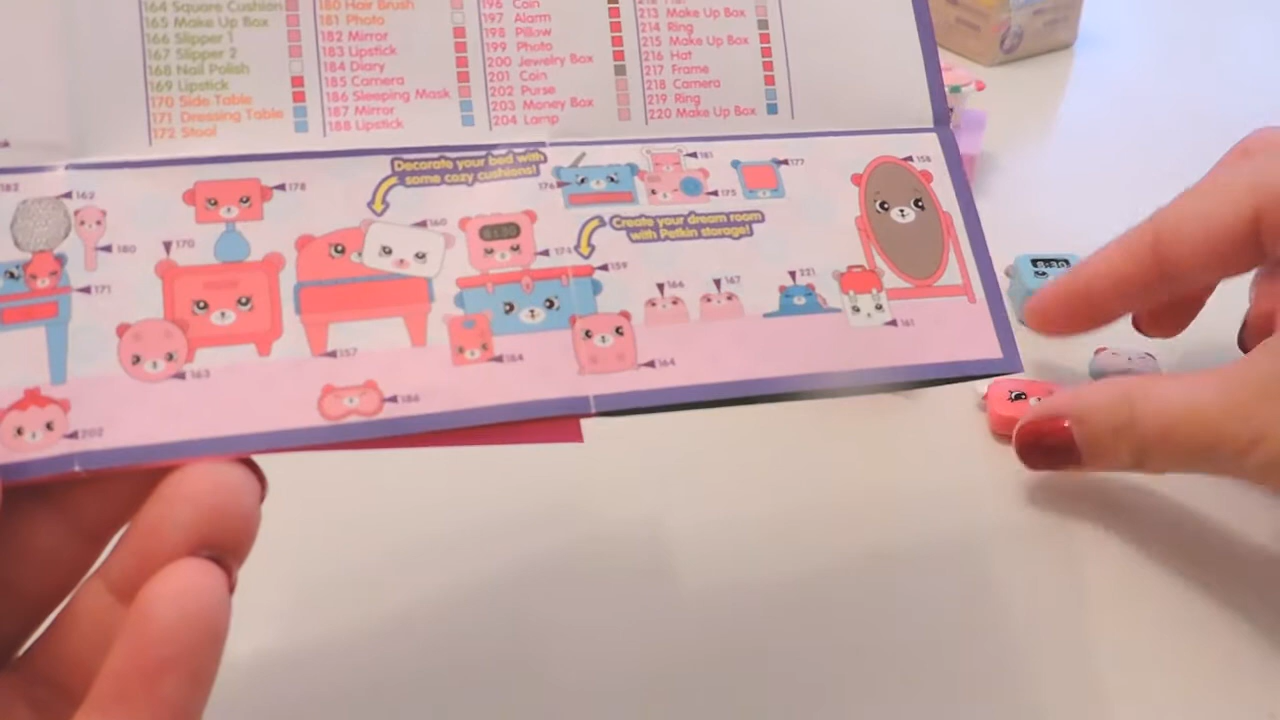 164 Square Cushion
165 Make Up Box
166 Slipper 1
167 Slipper 2
168 Nail Polish
169 Lipstick
170 Side Table
171 Dressing Table
172 Stool
180 Hair Brush
181 Photo
182 Mirror
183 Lipstick
184 Diary
185 Camera
186 Sleeping Mask
187 Mirror
188 Lipstick
196 Coin
197 Alarm
198 Pillow
199 Photo
200 Jewelry Box
201 Coin
202 Purse
203 Money Box
204 Lamp
213 Make Up Box
214 Ring
215 Make Up Box
216 Hat
217 Frame
218 Camera
219 Ring
220 Make Up Box
Decorate your bed with
some cozy cushions!
Create your dream room
with Petkin storage!
182
162
180
171
170
178
163
202
157
186
160
8:30
174
159
184
164
176
181
175
177
166
167
221
158
161
8:30